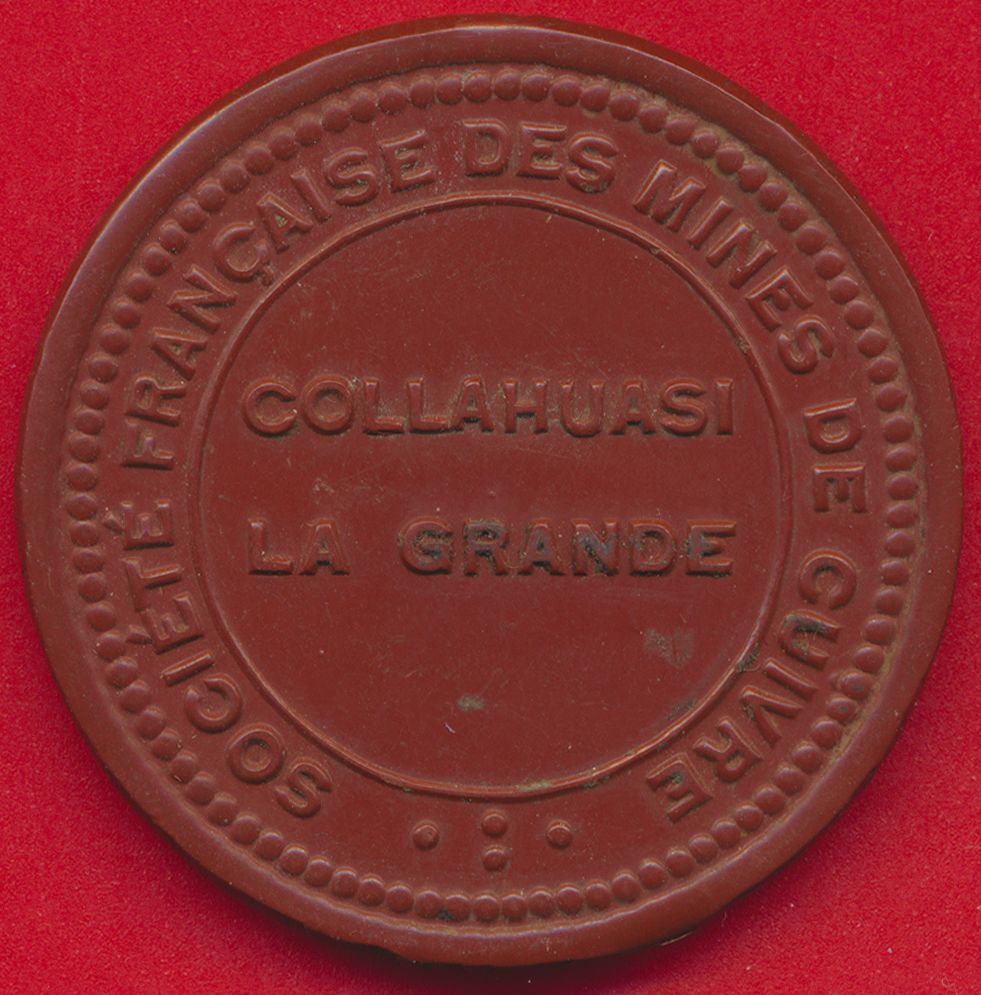 SOCIÉTÉ FRANÇAISE DES MINES DE CUIVRE
COLLAHUASI
LA GRANDE